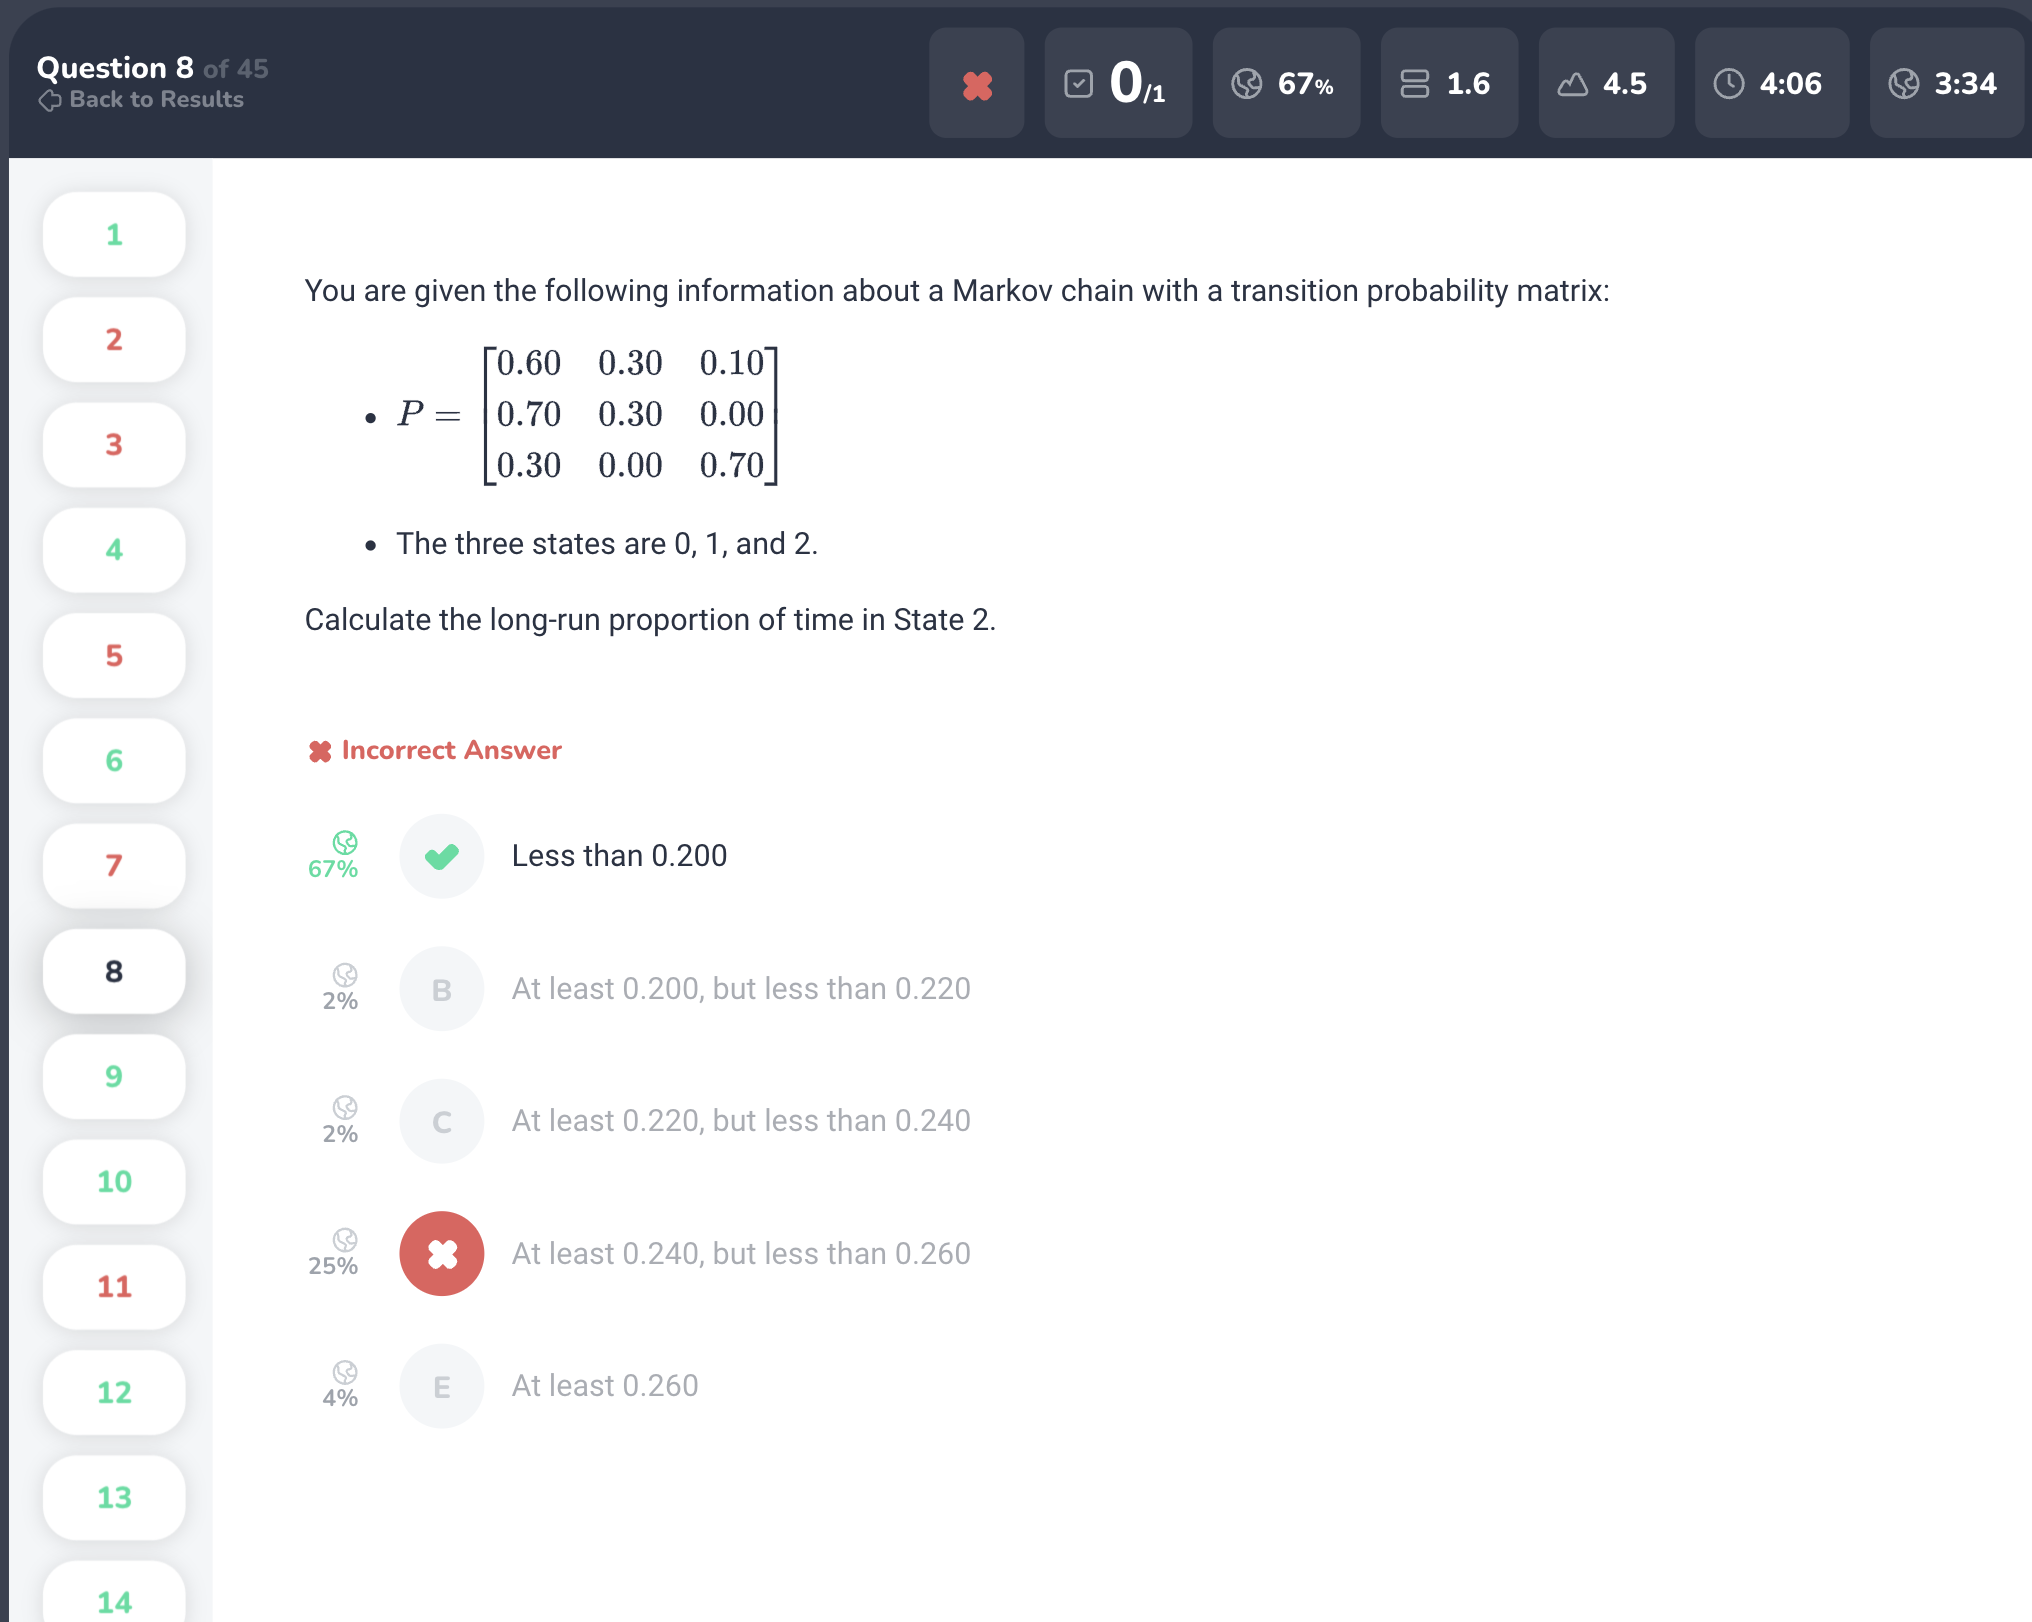 Question 8 of 45
Back to Results
0/1
67%
1.6
4.5
4:06
3:34
1
2
3
4
5
6
7
8
9
10
11
12
13
14
You are given the following information about a Markov chain with a transition probability matrix:
• P = [0.60 0.30 0.10
0.70 0.30 0.00
0.30 0.00 0.70]
• The three states are 0, 1, and 2.
Calculate the long-run proportion of time in State 2.
Incorrect Answer
67% Less than 0.200
2% B At least 0.200, but less than 0.220
2% C At least 0.220, but less than 0.240
25% At least 0.240, but less than 0.260
4% E At least 0.260